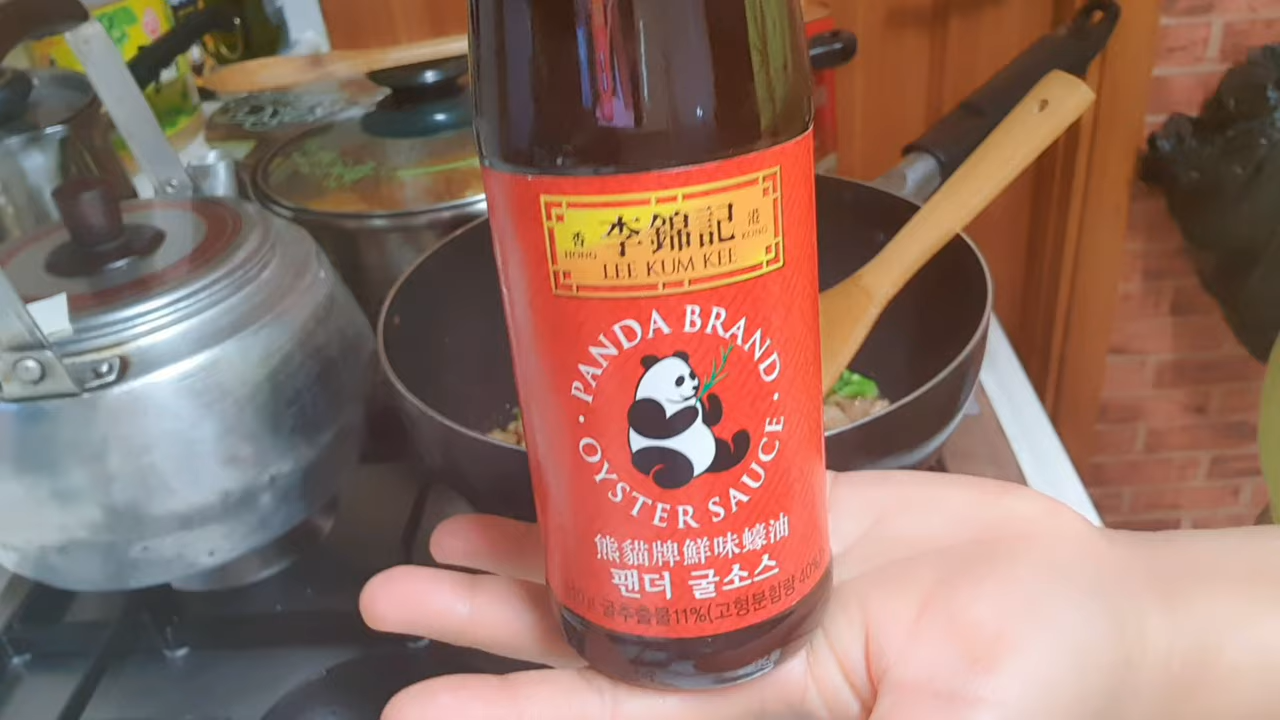 香 李錦記 港
HONG KONG
LEE KUM KEE
PANDA BRAND
· OYSTER SAUCE ·
熊貓牌鮮味蠔油
팬더 굴소스
굴추출물11%(고형분함량 40%